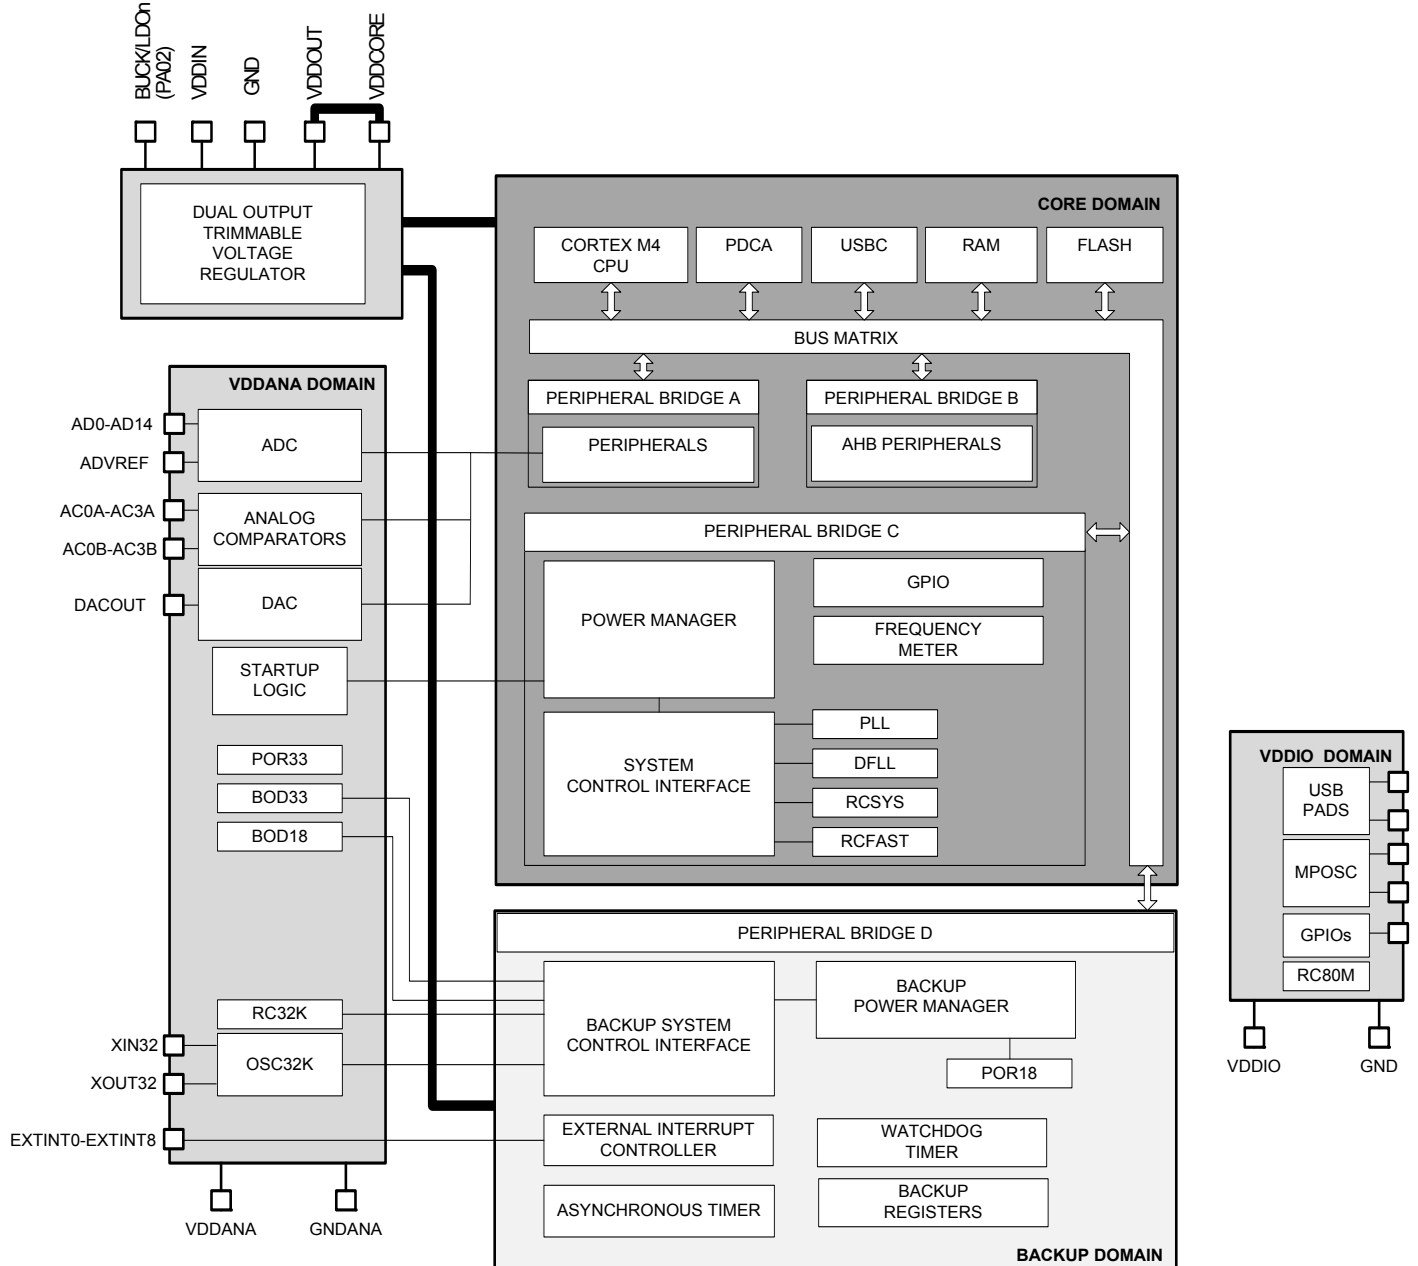 BUCK/LDOn
(PA02)
VDDIN
GND
VDDOUT
VDDCORE
DUAL OUTPUT
TRIMMABLE
VOLTAGE
REGULATOR
CORE DOMAIN
CORTEX M4
CPU
PDCA
USBC
RAM
FLASH
BUS MATRIX
PERIPHERAL BRIDGE A
PERIPHERALS
PERIPHERAL BRIDGE B
AHB PERIPHERALS
PERIPHERAL BRIDGE C
POWER MANAGER
GPIO
FREQUENCY
METER
SYSTEM
CONTROL INTERFACE
PLL
DFLL
RCSYS
RCFAST
VDDANA DOMAIN
AD0-AD14
ADVREF
ADC
AC0A-AC3A
AC0B-AC3B
ANALOG
COMPARATORS
DACOUT
DAC
STARTUP
LOGIC
POR33
BOD33
BOD18
RC32K
XIN32
XOUT32
OSC32K
EXTINT0-EXTINT8
VDDANA
GNDANA
PERIPHERAL BRIDGE D
BACKUP SYSTEM
CONTROL INTERFACE
BACKUP
POWER MANAGER
POR18
EXTERNAL INTERRUPT
CONTROLLER
WATCHDOG
TIMER
ASYNCHRONOUS TIMER
BACKUP
REGISTERS
BACKUP DOMAIN
VDDIO DOMAIN
USB
PADS
MPOSC
GPIOs
RC80M
VDDIO
GND